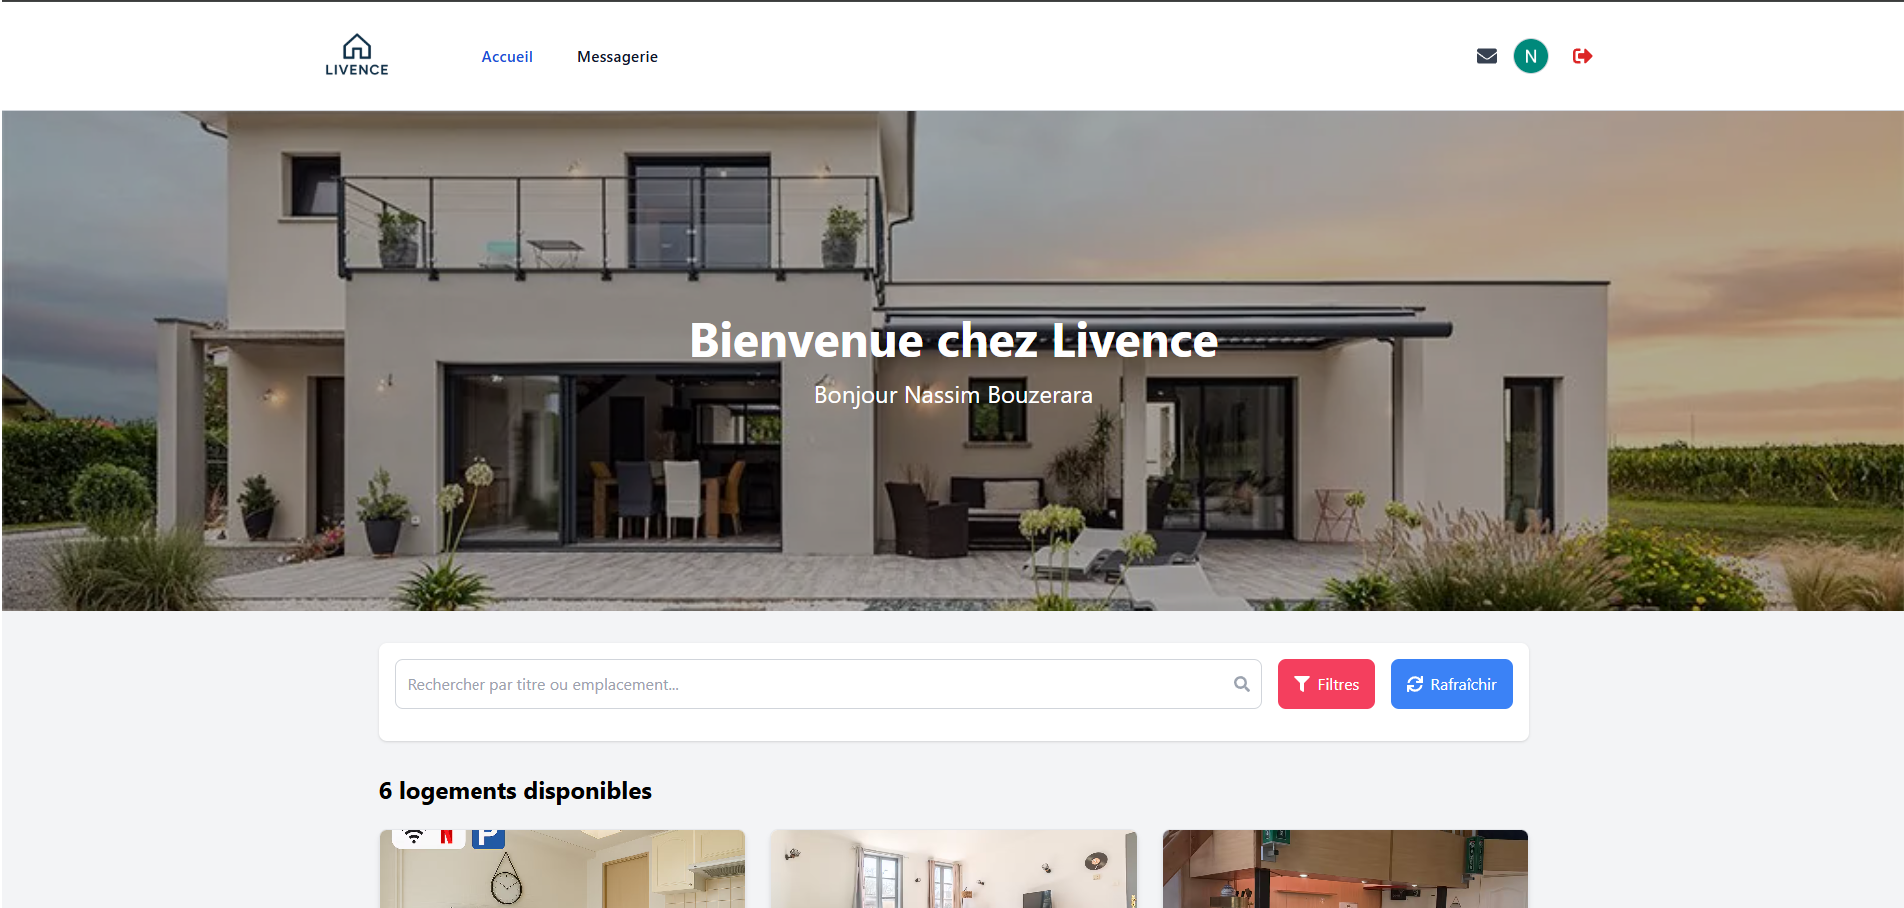 LIVENCE
Accueil
Messagerie
N
Bienvenue chez Livence
Bonjour Nassim Bouzerara
Rechercher par titre ou emplacement...
Filtres
Rafraîchir
6 logements disponibles
N
P